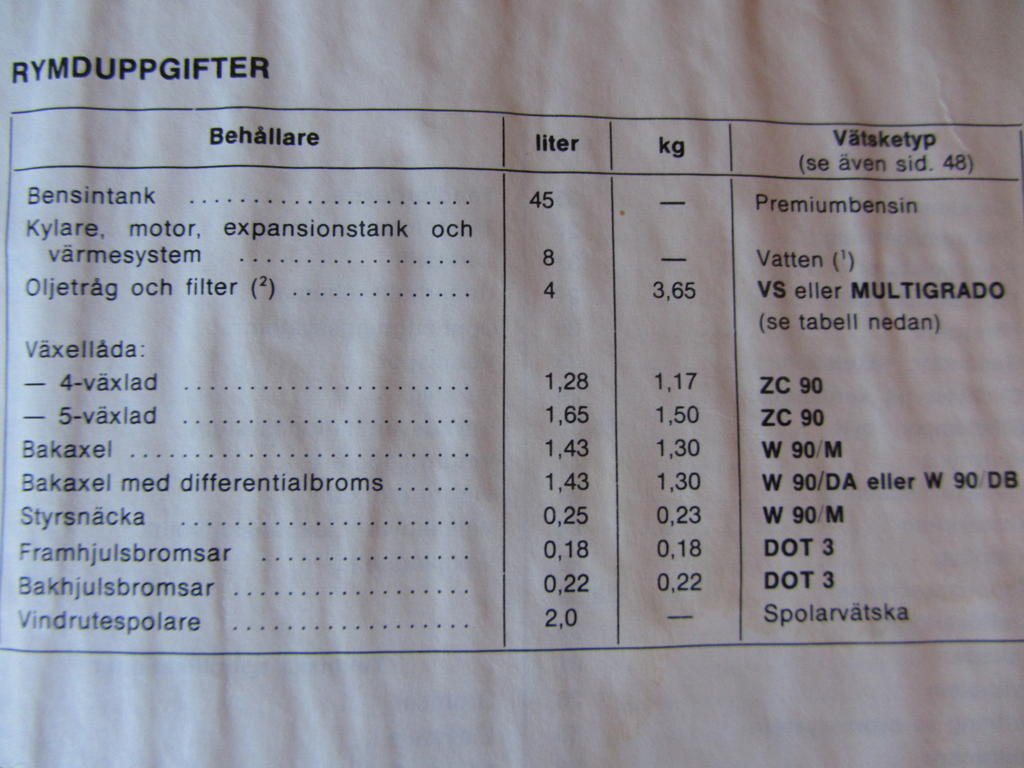 RYMDUPPGIFTER
Behållare liter kg Vätsketyp
(se även sid. 48)
Bensintank ........................ 45 — Premiumbensin
Kylare, motor, expansionstank och
värmesystem .................... 8 — Vatten (¹)
Oljetråg och filter (²) ............... 4 3,65 VS eller MULTIGRADO
(se tabell nedan)
Växellåda:
— 4-växlad ........................ 1,28 1,17 ZC 90
— 5-växlad ........................ 1,65 1,50 ZC 90
Bakaxel ............................ 1,43 1,30 W 90/M
Bakaxel med differentialbroms ...... 1,43 1,30 W 90/DA eller W 90/DB
Styrsnäcka ........................ 0,25 0,23 W 90/M
Framhjulsbromsar .................. 0,18 0,18 DOT 3
Bakhjulsbromsar .................... 0,22 0,22 DOT 3
Vindrutespolare .................... 2,0 — Spolarvätska